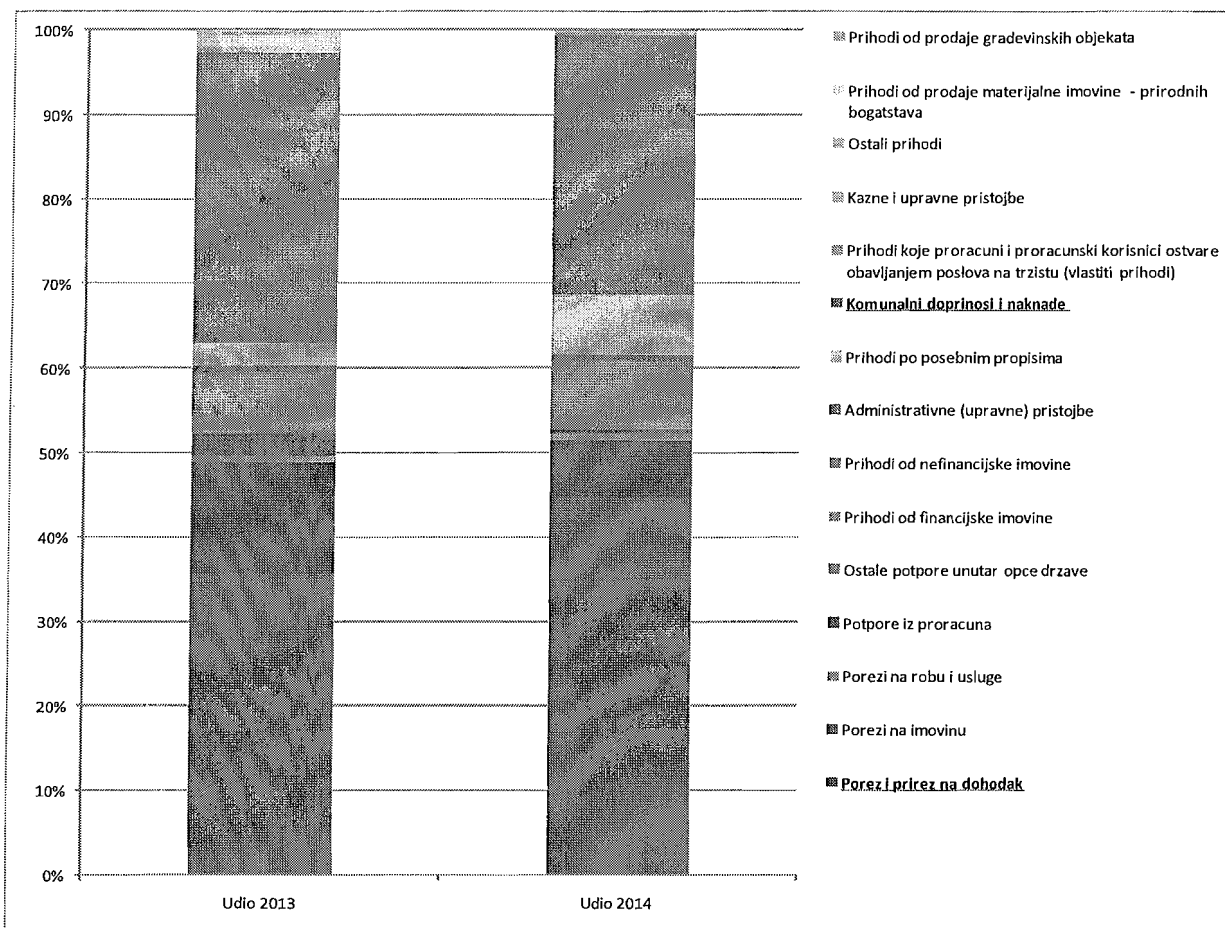 100%
90%
80%
70%
60%
50%
40%
30%
20%
10%
0%
Udio 2013
Udio 2014
Prihodi od prodaje gradevinskih objekata
Prihodi od prodaje materijalne imovine - prirodnih
bogatstava
Ostali prihodi
Kazne i upravne pristojbe
Prihodi koje proracuni i proracunski korisnici ostvare
obavljanjem poslova na trzistu (vlastiti prihodi)
Komunalni doprinosi i naknade
Prihodi po posebnim propisima
Administrativne (upravne) pristojbe
Prihodi od nefinancijske imovine
Prihodi od financijske imovine
Ostale potpore unutar opce drzave
Potpore iz proracuna
Porezi na robu i usluge
Porezi na imovinu
Porez i prirez na dohodak